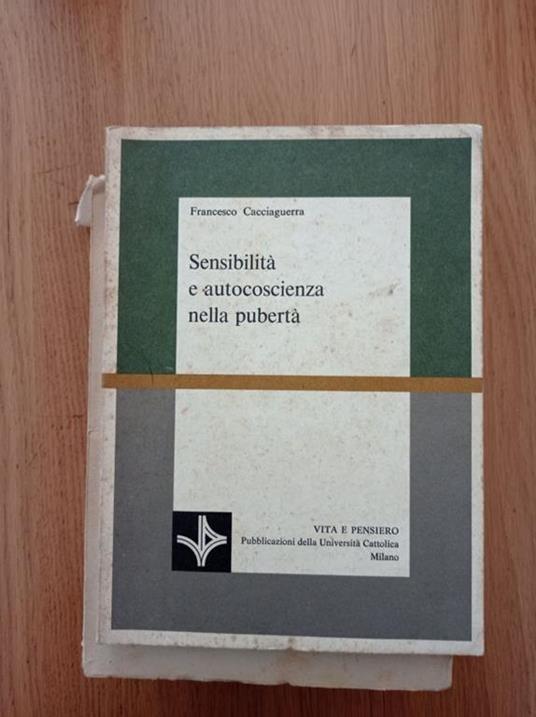 Francesco Cacciaguerra
Sensibilità
e autocoscienza
nella pubertà
VITA E PENSIERO
Pubblicazioni della Università Cattolica
Milano